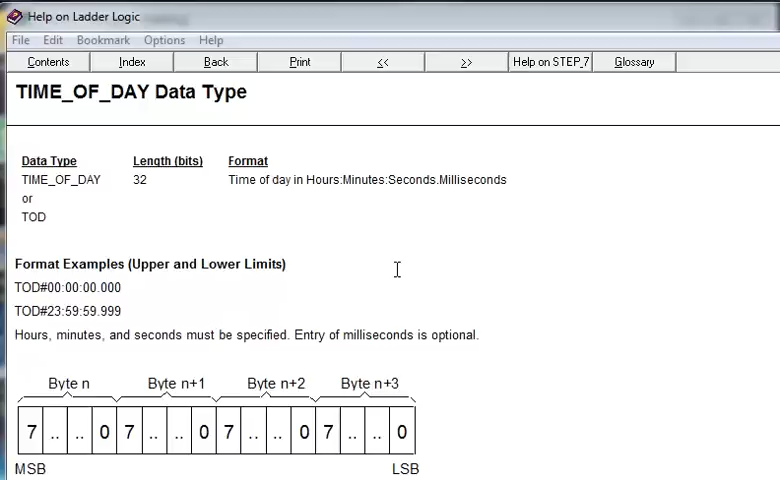 Help on Ladder Logic
File Edit Bookmark Options Help
Contents Index Back Print << >> Help on STEP_7 Glossary
TIME_OF_DAY Data Type
Data Type Length (bits) Format
TIME_OF_DAY 32 Time of day in Hours:Minutes:Seconds.Milliseconds
or
TOD
Format Examples (Upper and Lower Limits)
TOD#00:00:00.000
TOD#23:59:59.999
Hours, minutes, and seconds must be specified. Entry of milliseconds is optional.
Byte n Byte n+1 Byte n+2 Byte n+3
7 .. .. 0 7 .. .. 0 7 .. .. 0 7 .. .. 0
MSB LSB